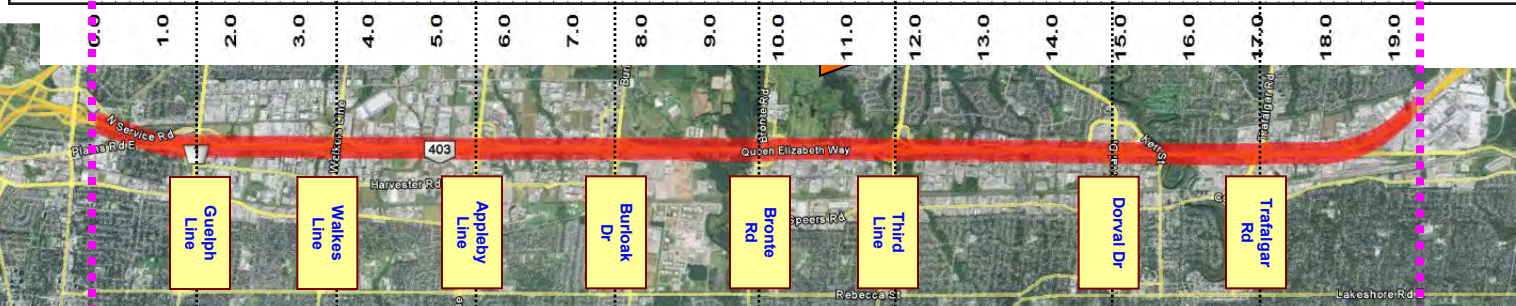 0.0
1.0
2.0
3.0
4.0
5.0
6.0
7.0
8.0
9.0
10.0
11.0
12.0
13.0
14.0
15.0
16.0
17.0
18.0
19.0
N Service Rd
Plains Rd E
Walkers Line
403
Harvester Rd
Bur
Bronte Rd
Queen Elizabeth Way
Speers Rd
Kerr St
Trafalgar Rd
Rebecca St
Lakeshore Rd
Guelph
Line
Walkes
Line
Appleby
Line
Burloak
Dr
Bronte
Rd
Third
Line
Dorval Dr
Trafalgar
Rd